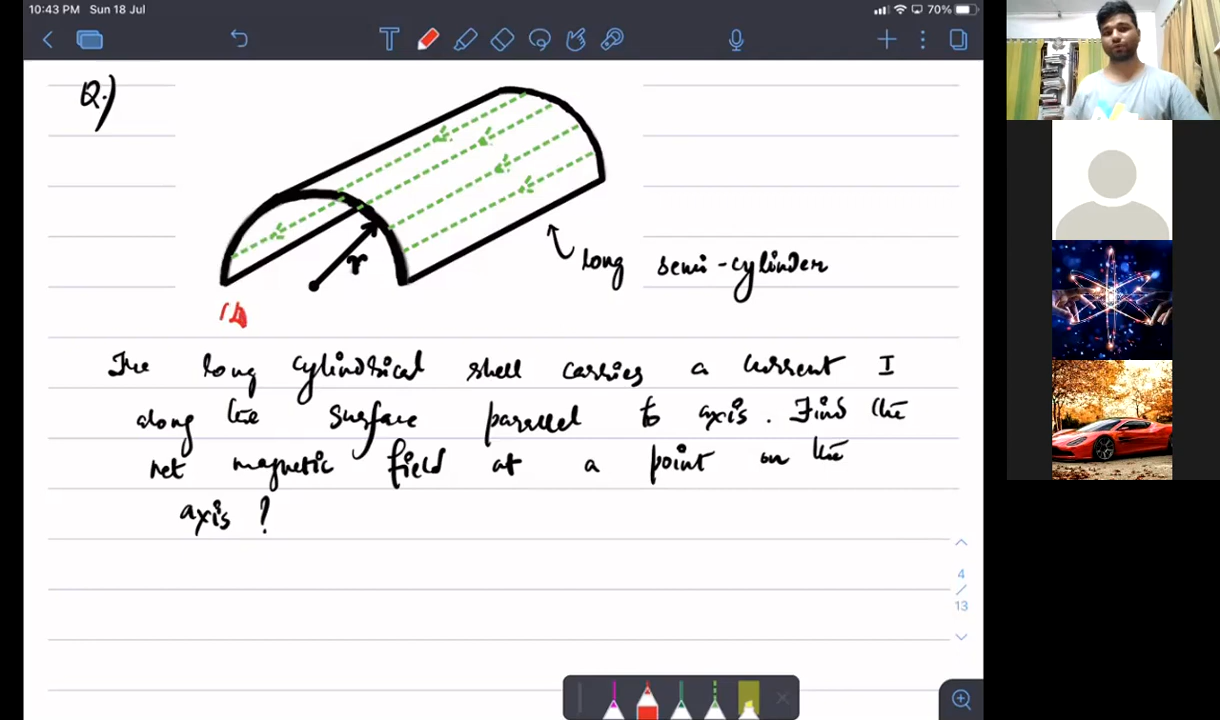 10:43 PM Sun 18 Jul
70%
Q.)
r
long semi-cylinder
The long cylindrical shell carries a current I
along the surface parallel to axis. Find the
net magnetic field at a point on the
axis?
4
/
13